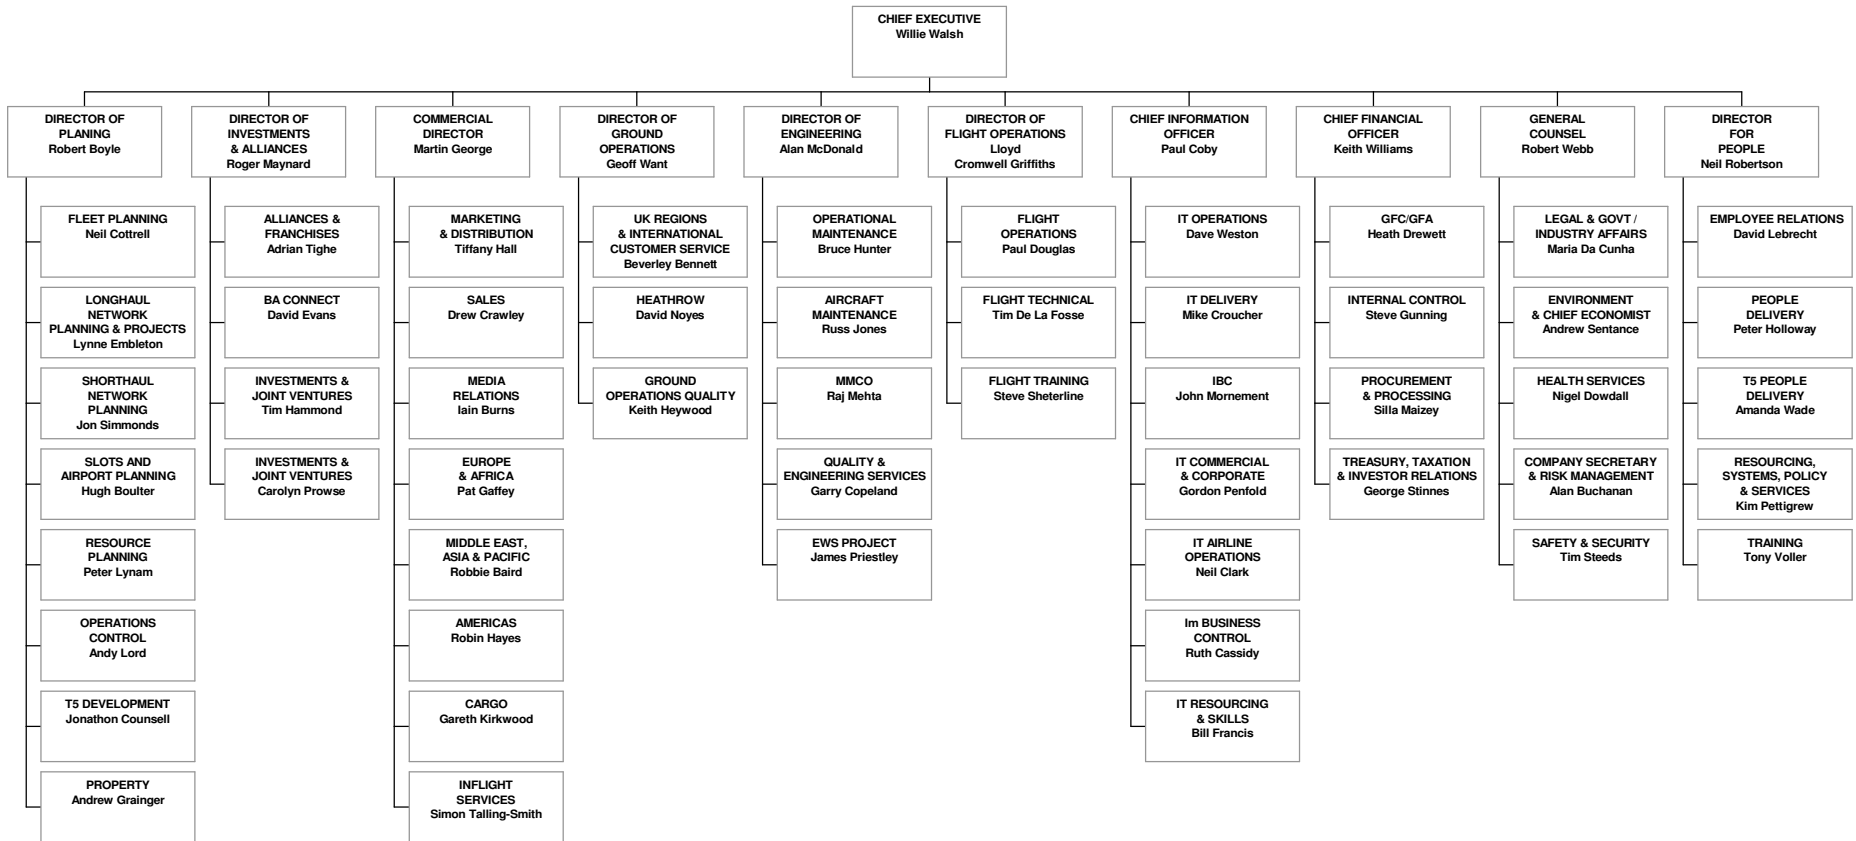 CHIEF EXECUTIVE
Willie Walsh
DIRECTOR OF
PLANING
Robert Boyle
FLEET PLANNING
Neil Cottrell
LONGHAUL
NETWORK
PLANNING & PROJECTS
Lynne Embleton
SHORTHAUL
NETWORK
PLANNING
Jon Simmonds
SLOTS AND
AIRPORT PLANNING
Hugh Boulter
RESOURCE
PLANNING
Peter Lynam
OPERATIONS
CONTROL
Andy Lord
T5 DEVELOPMENT
Jonathon Counsell
PROPERTY
Andrew Grainger
DIRECTOR OF
INVESTMENTS
& ALLIANCES
Roger Maynard
ALLIANCES &
FRANCHISES
Adrian Tighe
BA CONNECT
David Evans
INVESTMENTS &
JOINT VENTURES
Tim Hammond
INVESTMENTS &
JOINT VENTURES
Carolyn Prowse
COMMERCIAL
DIRECTOR
Martin George
MARKETING
& DISTRIBUTION
Tiffany Hall
SALES
Drew Crawley
MEDIA
RELATIONS
Iain Burns
EUROPE
& AFRICA
Pat Gaffey
MIDDLE EAST,
ASIA & PACIFIC
Robbie Baird
AMERICAS
Robin Hayes
CARGO
Gareth Kirkwood
INFLIGHT
SERVICES
Simon Talling-Smith
DIRECTOR OF
GROUND
OPERATIONS
Geoff Want
UK REGIONS
& INTERNATIONAL
CUSTOMER SERVICE
Beverley Bennett
HEATHROW
David Noyes
GROUND
OPERATIONS QUALITY
Keith Heywood
DIRECTOR OF
ENGINEERING
Alan McDonald
OPERATIONAL
MAINTENANCE
Bruce Hunter
AIRCRAFT
MAINTENANCE
Russ Jones
MMCO
Raj Mehta
QUALITY &
ENGINEERING SERVICES
Garry Copeland
EWS PROJECT
James Priestley
DIRECTOR OF
FLIGHT OPERATIONS
Lloyd
Cromwell Griffiths
FLIGHT
OPERATIONS
Paul Douglas
FLIGHT TECHNICAL
Tim De La Fosse
FLIGHT TRAINING
Steve Sheterline
CHIEF INFORMATION
OFFICER
Paul Coby
IT OPERATIONS
Dave Weston
IT DELIVERY
Mike Croucher
IBC
John Mornement
IT COMMERCIAL
& CORPORATE
Gordon Penfold
IT AIRLINE
OPERATIONS
Neil Clark
Im BUSINESS
CONTROL
Ruth Cassidy
IT RESOURCING
& SKILLS
Bill Francis
CHIEF FINANCIAL
OFFICER
Keith Williams
GFC/GFA
Heath Drewett
INTERNAL CONTROL
Steve Gunning
PROCUREMENT
& PROCESSING
Silla Maizey
TREASURY, TAXATION
& INVESTOR RELATIONS
George Stinnes
GENERAL
COUNSEL
Robert Webb
LEGAL & GOVT /
INDUSTRY AFFAIRS
Maria Da Cunha
ENVIRONMENT
& CHIEF ECONOMIST
Andrew Sentance
HEALTH SERVICES
Nigel Dowdall
COMPANY SECRETARY
& RISK MANAGEMENT
Alan Buchanan
SAFETY & SECURITY
Tim Steeds
DIRECTOR
FOR
PEOPLE
Neil Robertson
EMPLOYEE RELATIONS
David Lebrecht
PEOPLE
DELIVERY
Peter Holloway
T5 PEOPLE
DELIVERY
Amanda Wade
RESOURCING,
SYSTEMS, POLICY
& SERVICES
Kim Pettigrew
TRAINING
Tony Voller